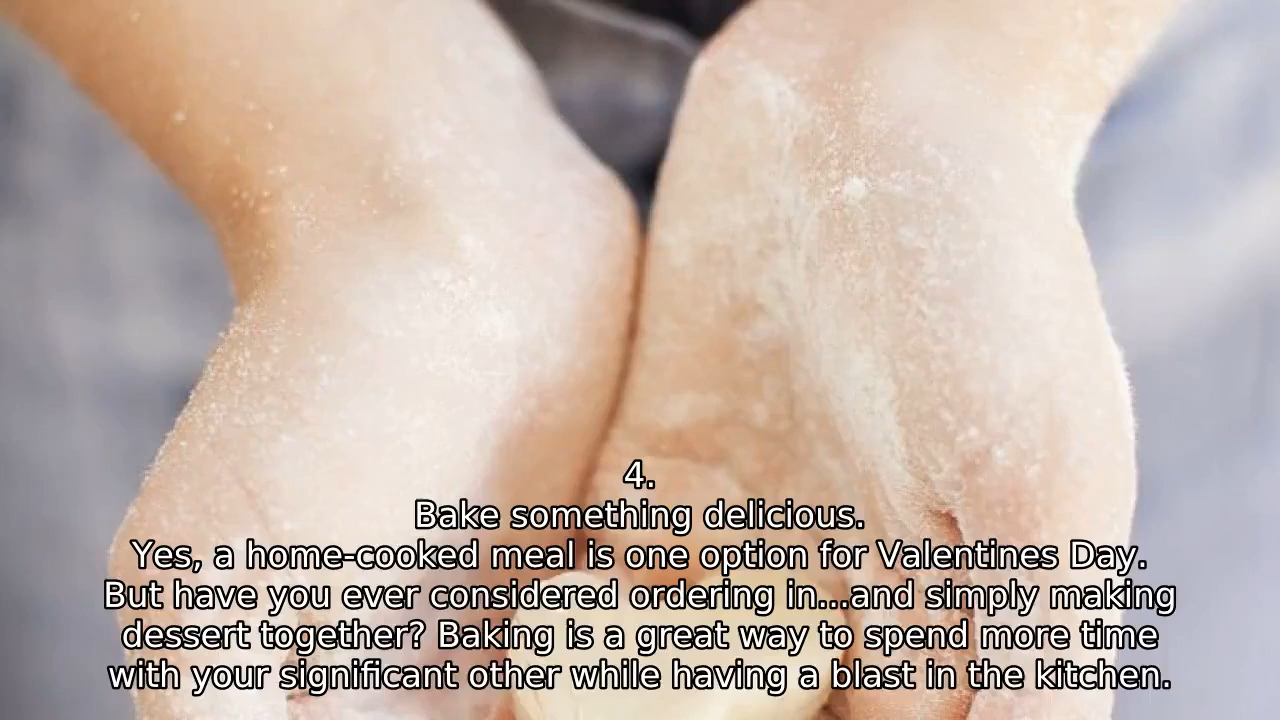 4.
Bake something delicious.
Yes, a home-cooked meal is one option for Valentines Day.
But have you ever considered ordering in...and simply making
dessert together? Baking is a great way to spend more time
with your significant other while having a blast in the kitchen.